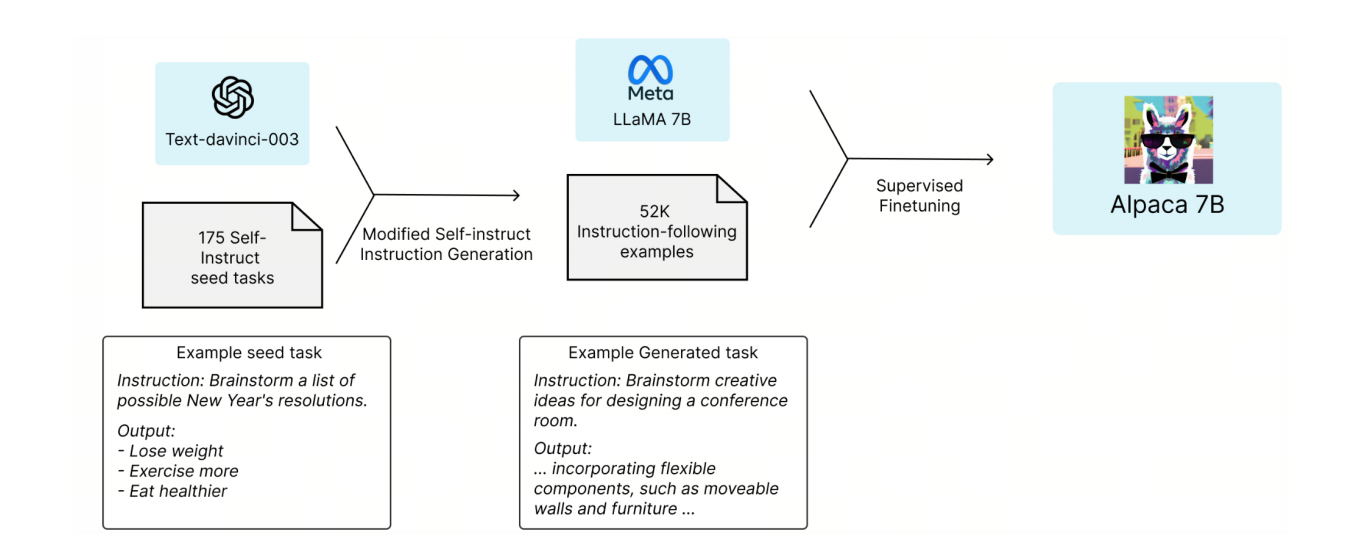 Text-davinci-003
175 Self-
Instruct
seed tasks
Modified Self-instruct
Instruction Generation
Meta
LLaMA 7B
52K
Instruction-following
examples
Supervised
Finetuning
Alpaca 7B
Example seed task
Instruction: Brainstorm a list of
possible New Year's resolutions.
Output:
- Lose weight
- Exercise more
- Eat healthier
Example Generated task
Instruction: Brainstorm creative
ideas for designing a conference
room.
Output:
... incorporating flexible
components, such as moveable
walls and furniture ...